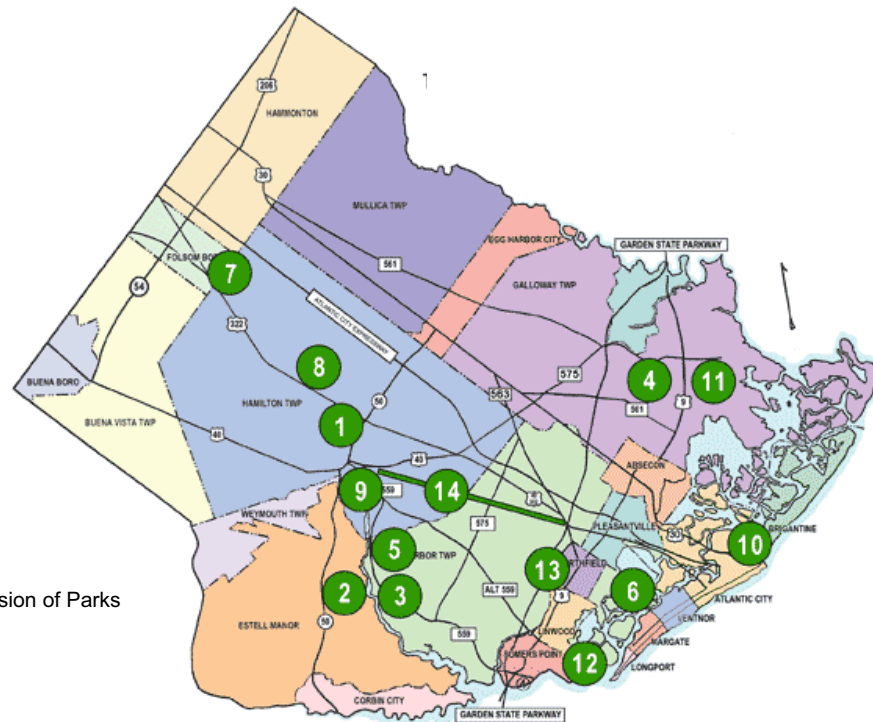 206
HAMMONTON
30
MULLICA TWP
EGG HARBOR CITY
GARDEN STATE PARKWAY
FOLSOM BO
7
54
561
GALLOWAY TWP
322
ATLANTIC CITY EXPRESSWAY
8
575
4
11
BUENA BORO
HAMILTON TWP
50
563
561
9
BUENA VISTA TWP
1
40
40
ABSECON
9
559
14
WEYMOUTH TWP
575
PLEASANTVILLE
30
BRIGANTINE
10
5
RBOR TWP
13
RTHFIELD
6
sion of Parks
2
3
ALT 559
9
ATLANTIC CITY
ESTELL MANOR
50
559
LINWOOD
VENTNOR
MARGATE
SOMERS POINT
12
LONGPORT
CORBIN CITY
GARDEN STATE PARKWAY